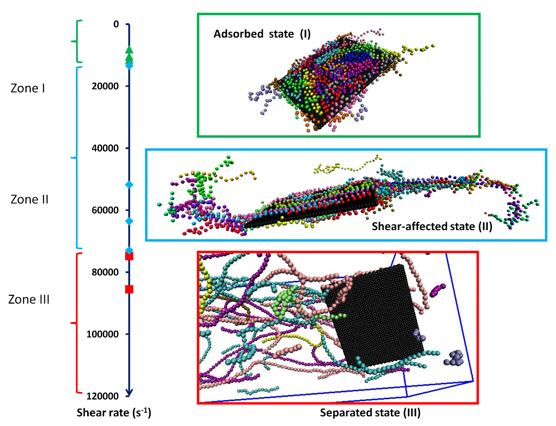 0
Adsorbed state (I)
Zone I
20000
40000
Zone II
60000
Shear-affected state (II)
80000
Zone III
100000
120000
Shear rate (s-1)
Separated state (III)